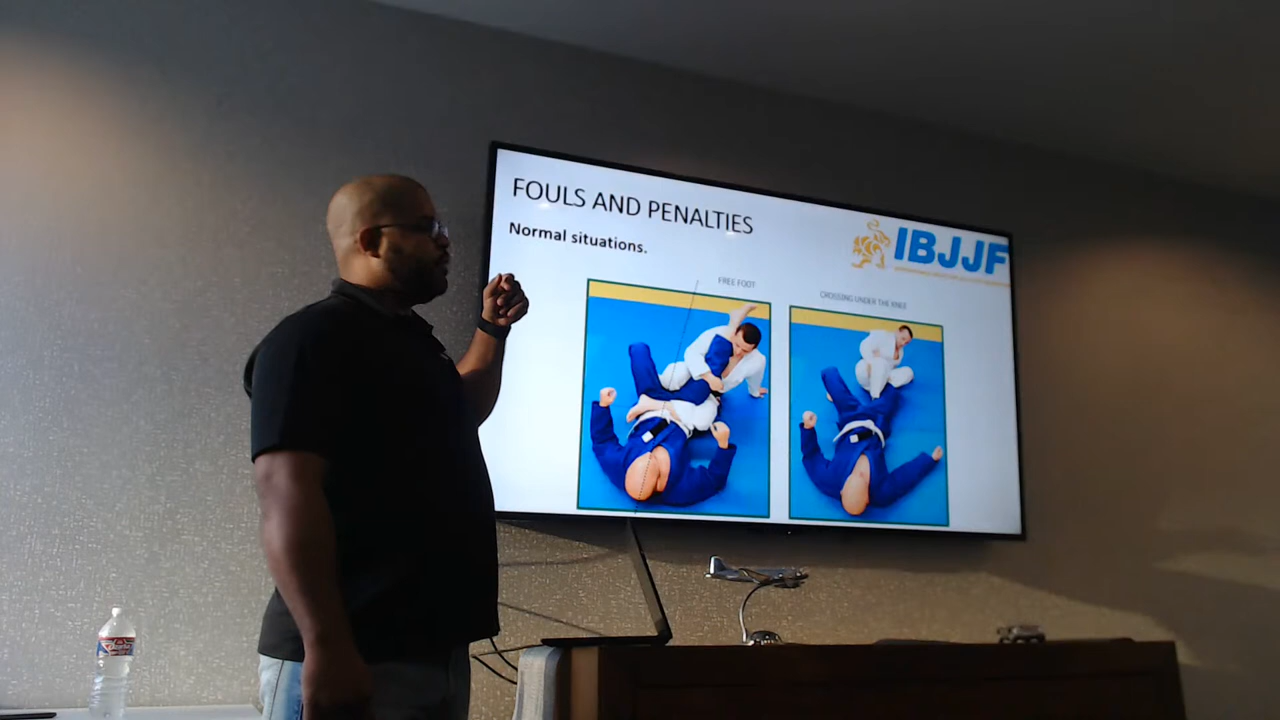 FOULS AND PENALTIES
Normal situations.
IBJJF
FREE FOOT
CROSSING UNDER THE KNEE